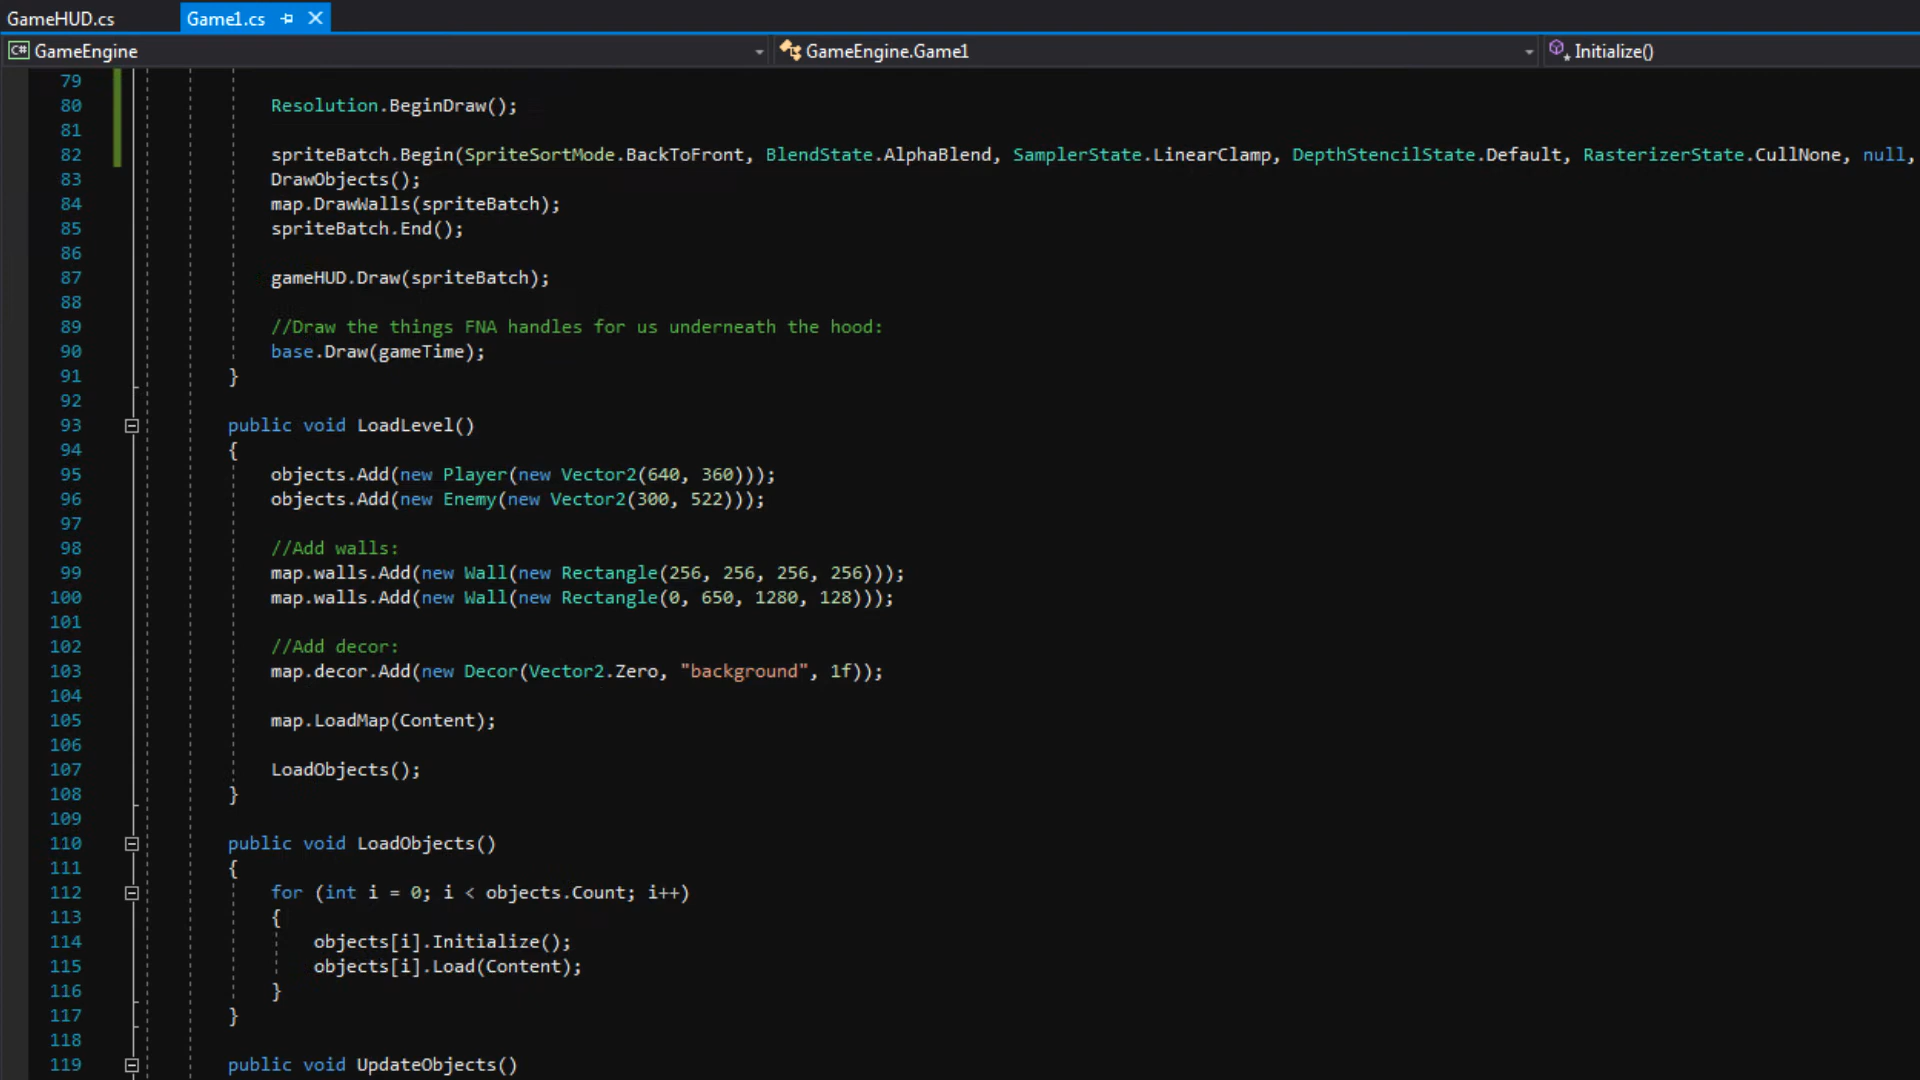 GameHUD.cs Game1.cs
C# GameEngine GameEngine.Game1 Initialize()
79
80 Resolution.BeginDraw();
81
82 spriteBatch.Begin(SpriteSortMode.BackToFront, BlendState.AlphaBlend, SamplerState.LinearClamp, DepthStencilState.Default, RasterizerState.CullNone, null,
83 DrawObjects();
84 map.DrawWalls(spriteBatch);
85 spriteBatch.End();
86
87 gameHUD.Draw(spriteBatch);
88
89 //Draw the things FNA handles for us underneath the hood:
90 base.Draw(gameTime);
91 }
92
93 public void LoadLevel()
94 {
95 objects.Add(new Player(new Vector2(640, 360)));
96 objects.Add(new Enemy(new Vector2(300, 522)));
97
98 //Add walls:
99 map.walls.Add(new Wall(new Rectangle(256, 256, 256, 256)));
100 map.walls.Add(new Wall(new Rectangle(0, 650, 1280, 128)));
101
102 //Add decor:
103 map.decor.Add(new Decor(Vector2.Zero, "background", 1f));
104
105 map.LoadMap(Content);
106
107 LoadObjects();
108 }
109
110 public void LoadObjects()
111 {
112 for (int i = 0; i < objects.Count; i++)
113 {
114 objects[i].Initialize();
115 objects[i].Load(Content);
116 }
117 }
118
119 public void UpdateObjects()